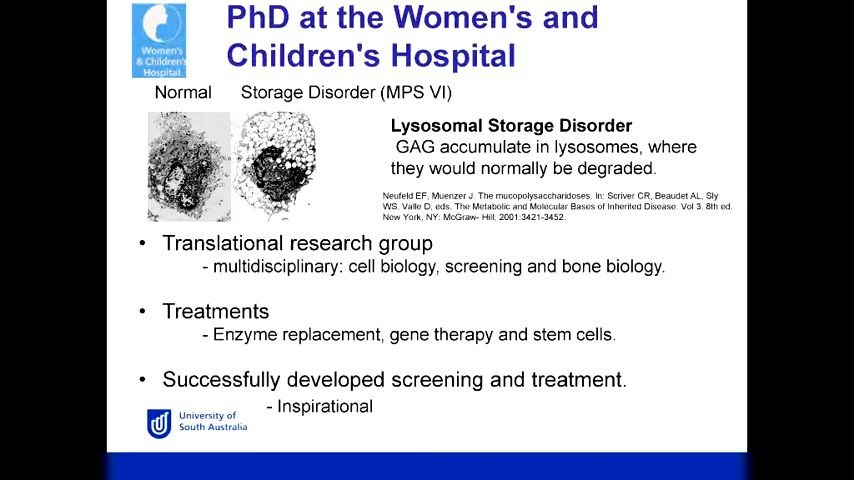 PhD at the Women's and
Children's Hospital
Women's
& Children's
Hospital
Normal
Storage Disorder (MPS VI)
Lysosomal Storage Disorder
GAG accumulate in lysosomes, where
they would normally be degraded.
Neufeld EF, Muenzer J. The mucopolysaccharidoses. In: Scriver CR, Beaudet AL, Sly
WS. Valle D, eds. The Metabolic and Molecular Bases of Inherited Disease. Vol 3. 8th ed.
New York, NY: McGraw- Hill; 2001:3421-3452.
• Translational research group
- multidisciplinary: cell biology, screening and bone biology.
• Treatments
- Enzyme replacement, gene therapy and stem cells.
• Successfully developed screening and treatment.
- Inspirational
University of
South Australia